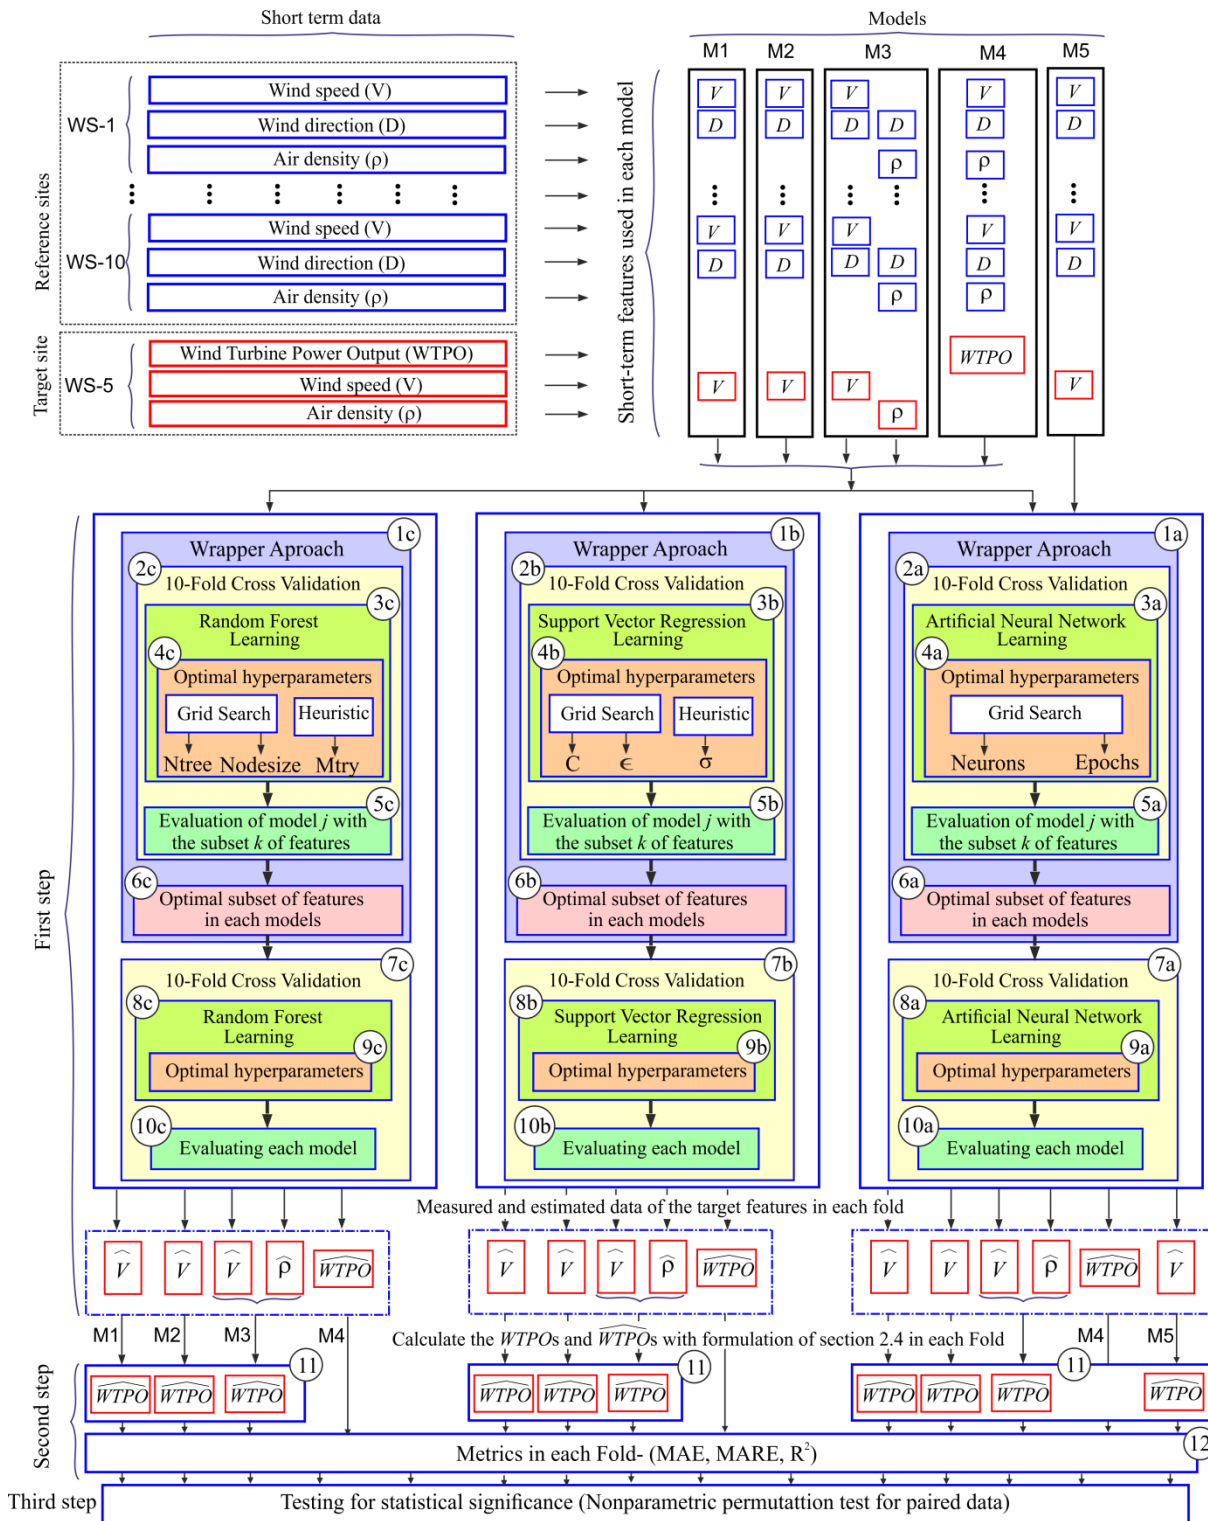 Short term data
Models
M1 M2 M3 M4 M5
Reference sites
WS-1
Wind speed (V)
Wind direction (D)
Air density (ρ)
WS-10
Wind speed (V)
Wind direction (D)
Air density (ρ)
Target site
WS-5
Wind Turbine Power Output (WTPO)
Wind speed (V)
Air density (ρ)
Short-term features used in each model
V V V V V
D D D D D D
ρ ρ
V V V V V
D D D D D D
ρ ρ
WTPO
V V V V
ρ
First step
1c
Wrapper Aproach
2c
10-Fold Cross Validation
3c
Random Forest
Learning
4c
Optimal hyperparameters
Grid Search Heuristic
Ntree Nodesize Mtry
5c
Evaluation of model j with
the subset k of features
6c
Optimal subset of features
in each models
7c
10-Fold Cross Validation
8c
Random Forest
Learning
9c
Optimal hyperparameters
10c
Evaluating each model
1b
Wrapper Aproach
2b
10-Fold Cross Validation
3b
Support Vector Regression
Learning
4b
Optimal hyperparameters
Grid Search Heuristic
C ϵ σ
5b
Evaluation of model j with
the subset k of features
6b
Optimal subset of features
in each models
7b
10-Fold Cross Validation
8b
Support Vector Regression
Learning
9b
Optimal hyperparameters
10b
Evaluating each model
1a
Wrapper Aproach
2a
10-Fold Cross Validation
3a
Artificial Neural Network
Learning
4a
Optimal hyperparameters
Grid Search
Neurons Epochs
5a
Evaluation of model j with
the subset k of features
6a
Optimal subset of features
in each models
7a
10-Fold Cross Validation
8a
Artificial Neural Network
Learning
9a
Optimal hyperparameters
10a
Evaluating each model
Measured and estimated data of the target features in each fold
V̂ V̂ V̂ ρ̂ ŴTPO
V̂ V̂ V̂ ρ̂ ŴTPO
V̂ V̂ V̂ ρ̂ ŴTPO V̂
M1 M2 M3 M4
Calculate the WTPOs and ŴTPOs with formulation of section 2.4 in each Fold
M4 M5
Second step
11
ŴTPO ŴTPO ŴTPO
11
ŴTPO ŴTPO ŴTPO
11
ŴTPO ŴTPO ŴTPO ŴTPO
12
Metrics in each Fold- (MAE, MARE, R²)
Third step
Testing for statistical significance (Nonparametric permutattion test for paired data)